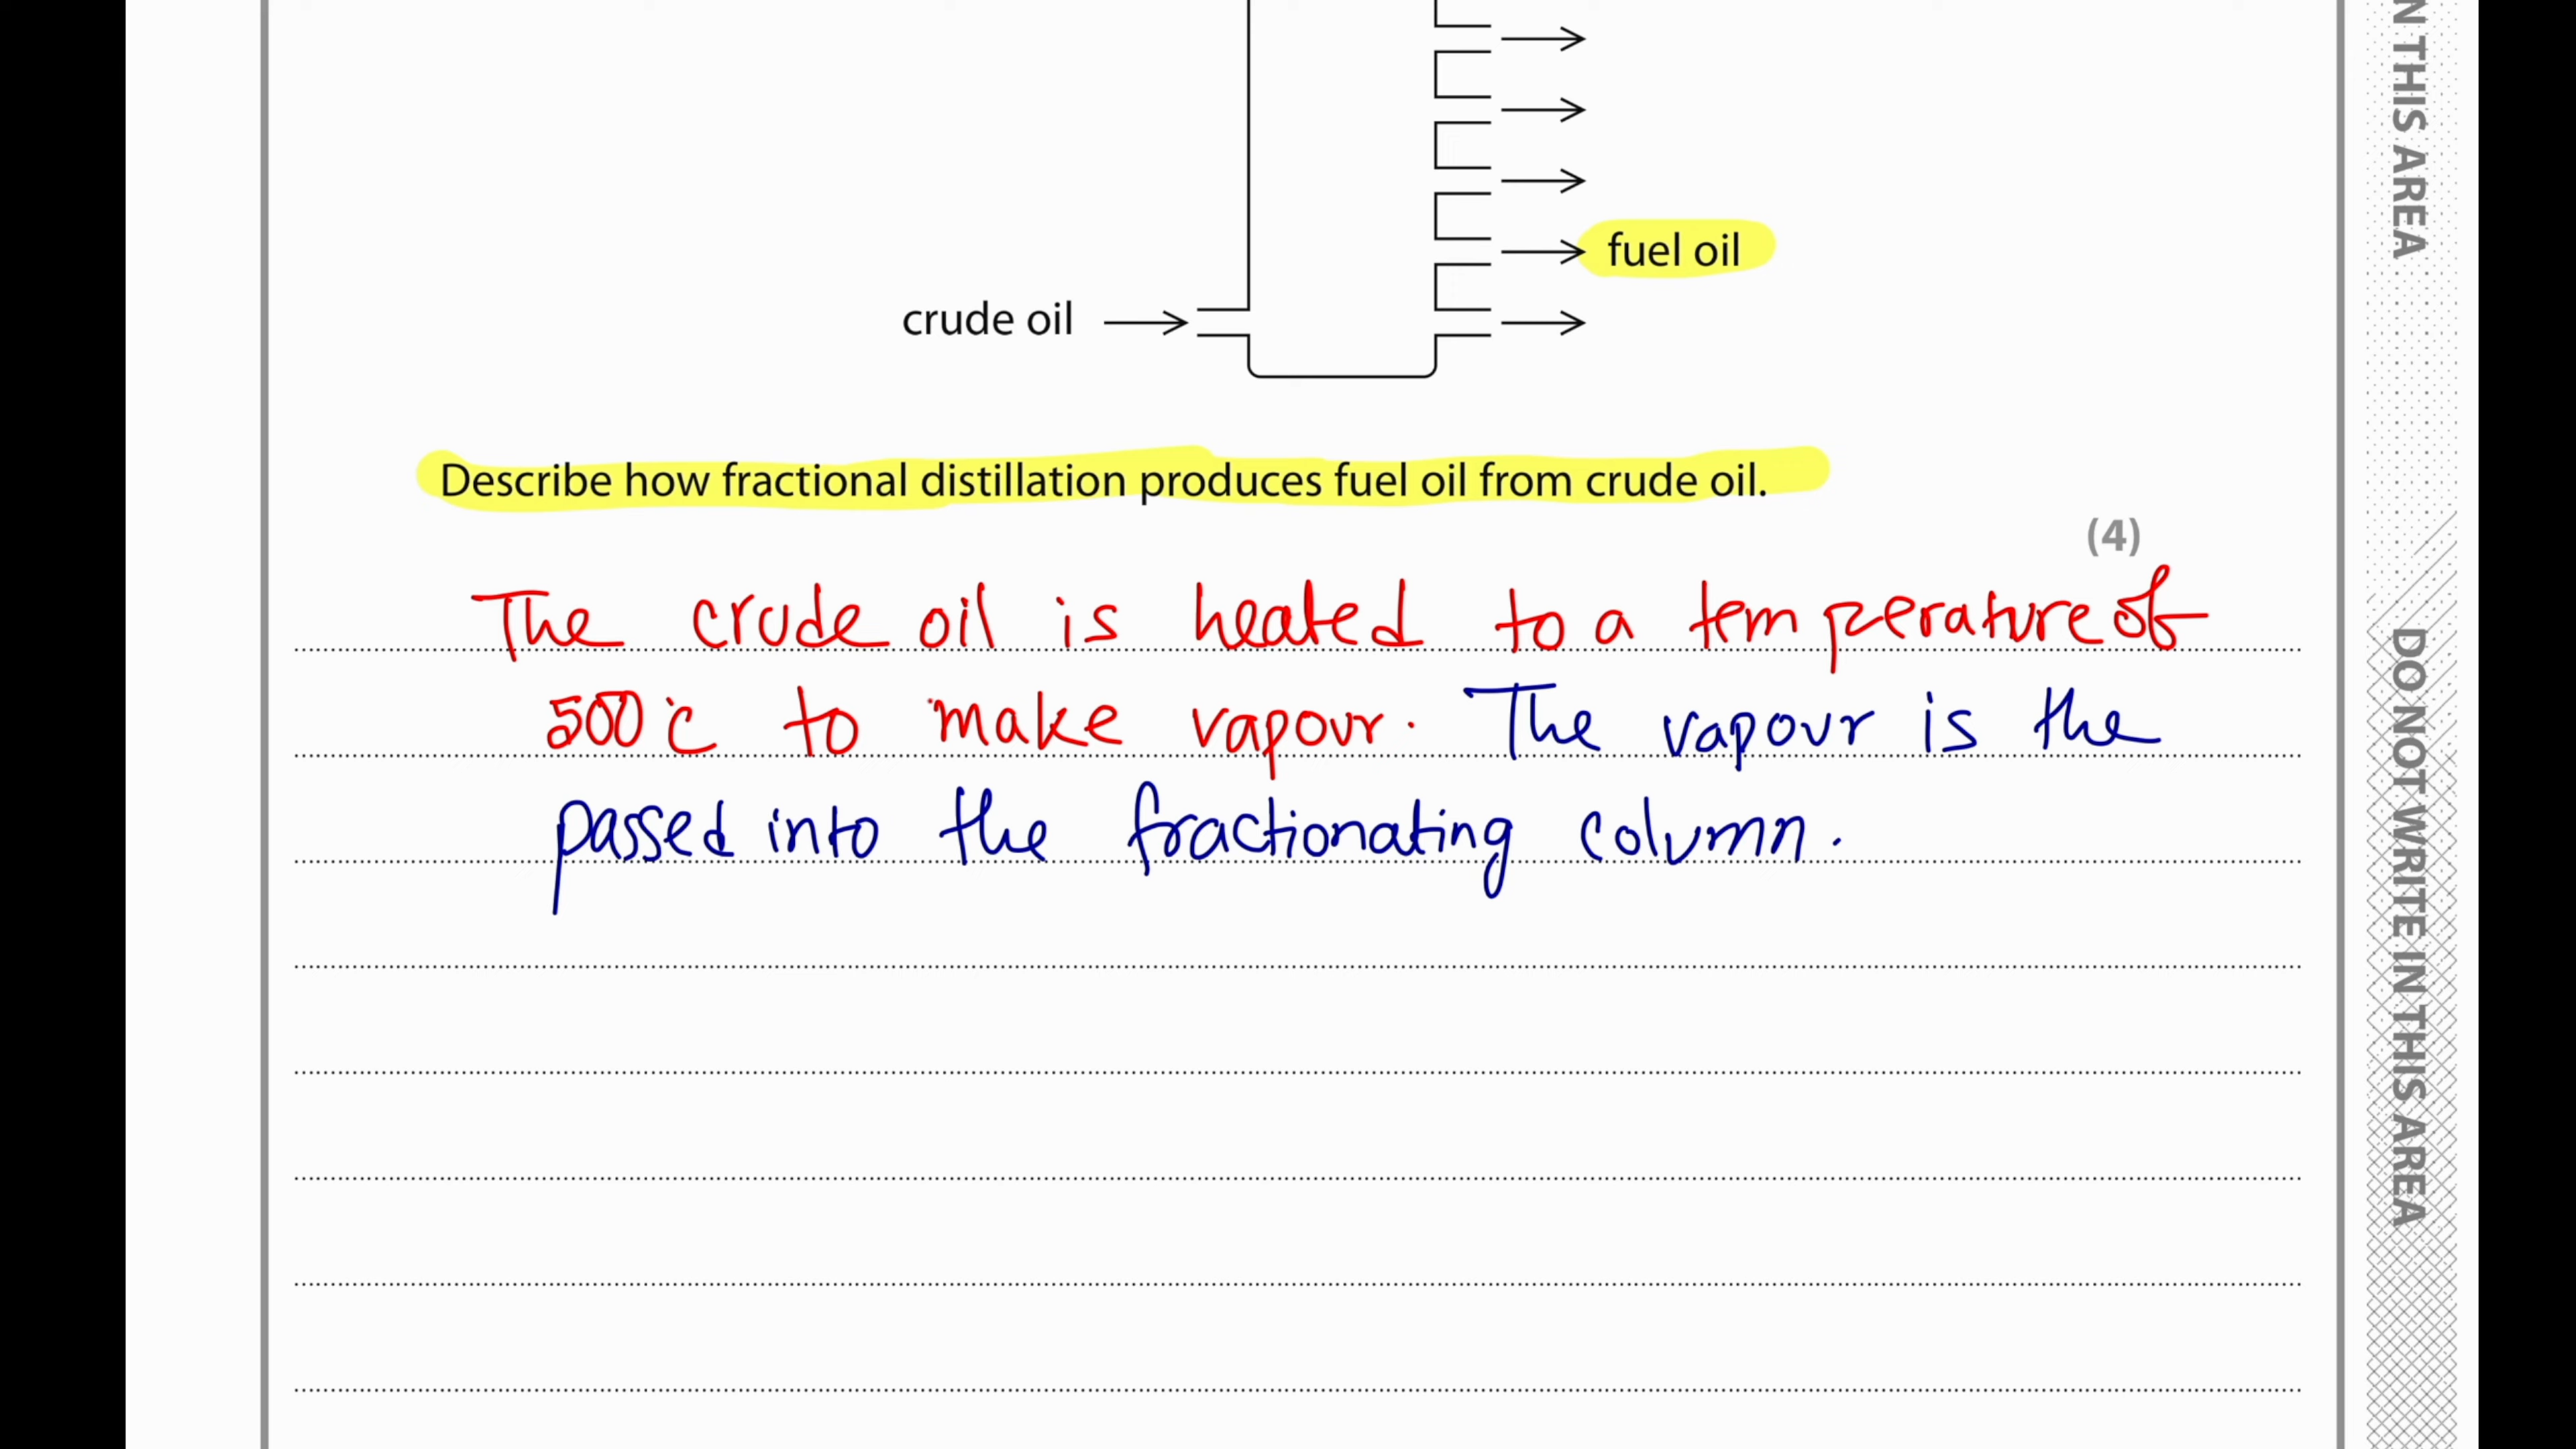 fuel oil
crude oil
Describe how fractional distillation produces fuel oil from crude oil.
(4)
The crude oil is heated to a temperature of
500°C to make vapour. The vapour is the
passed into the fractionating column.
N THIS AREA
DO NOT WRITE IN THIS AREA